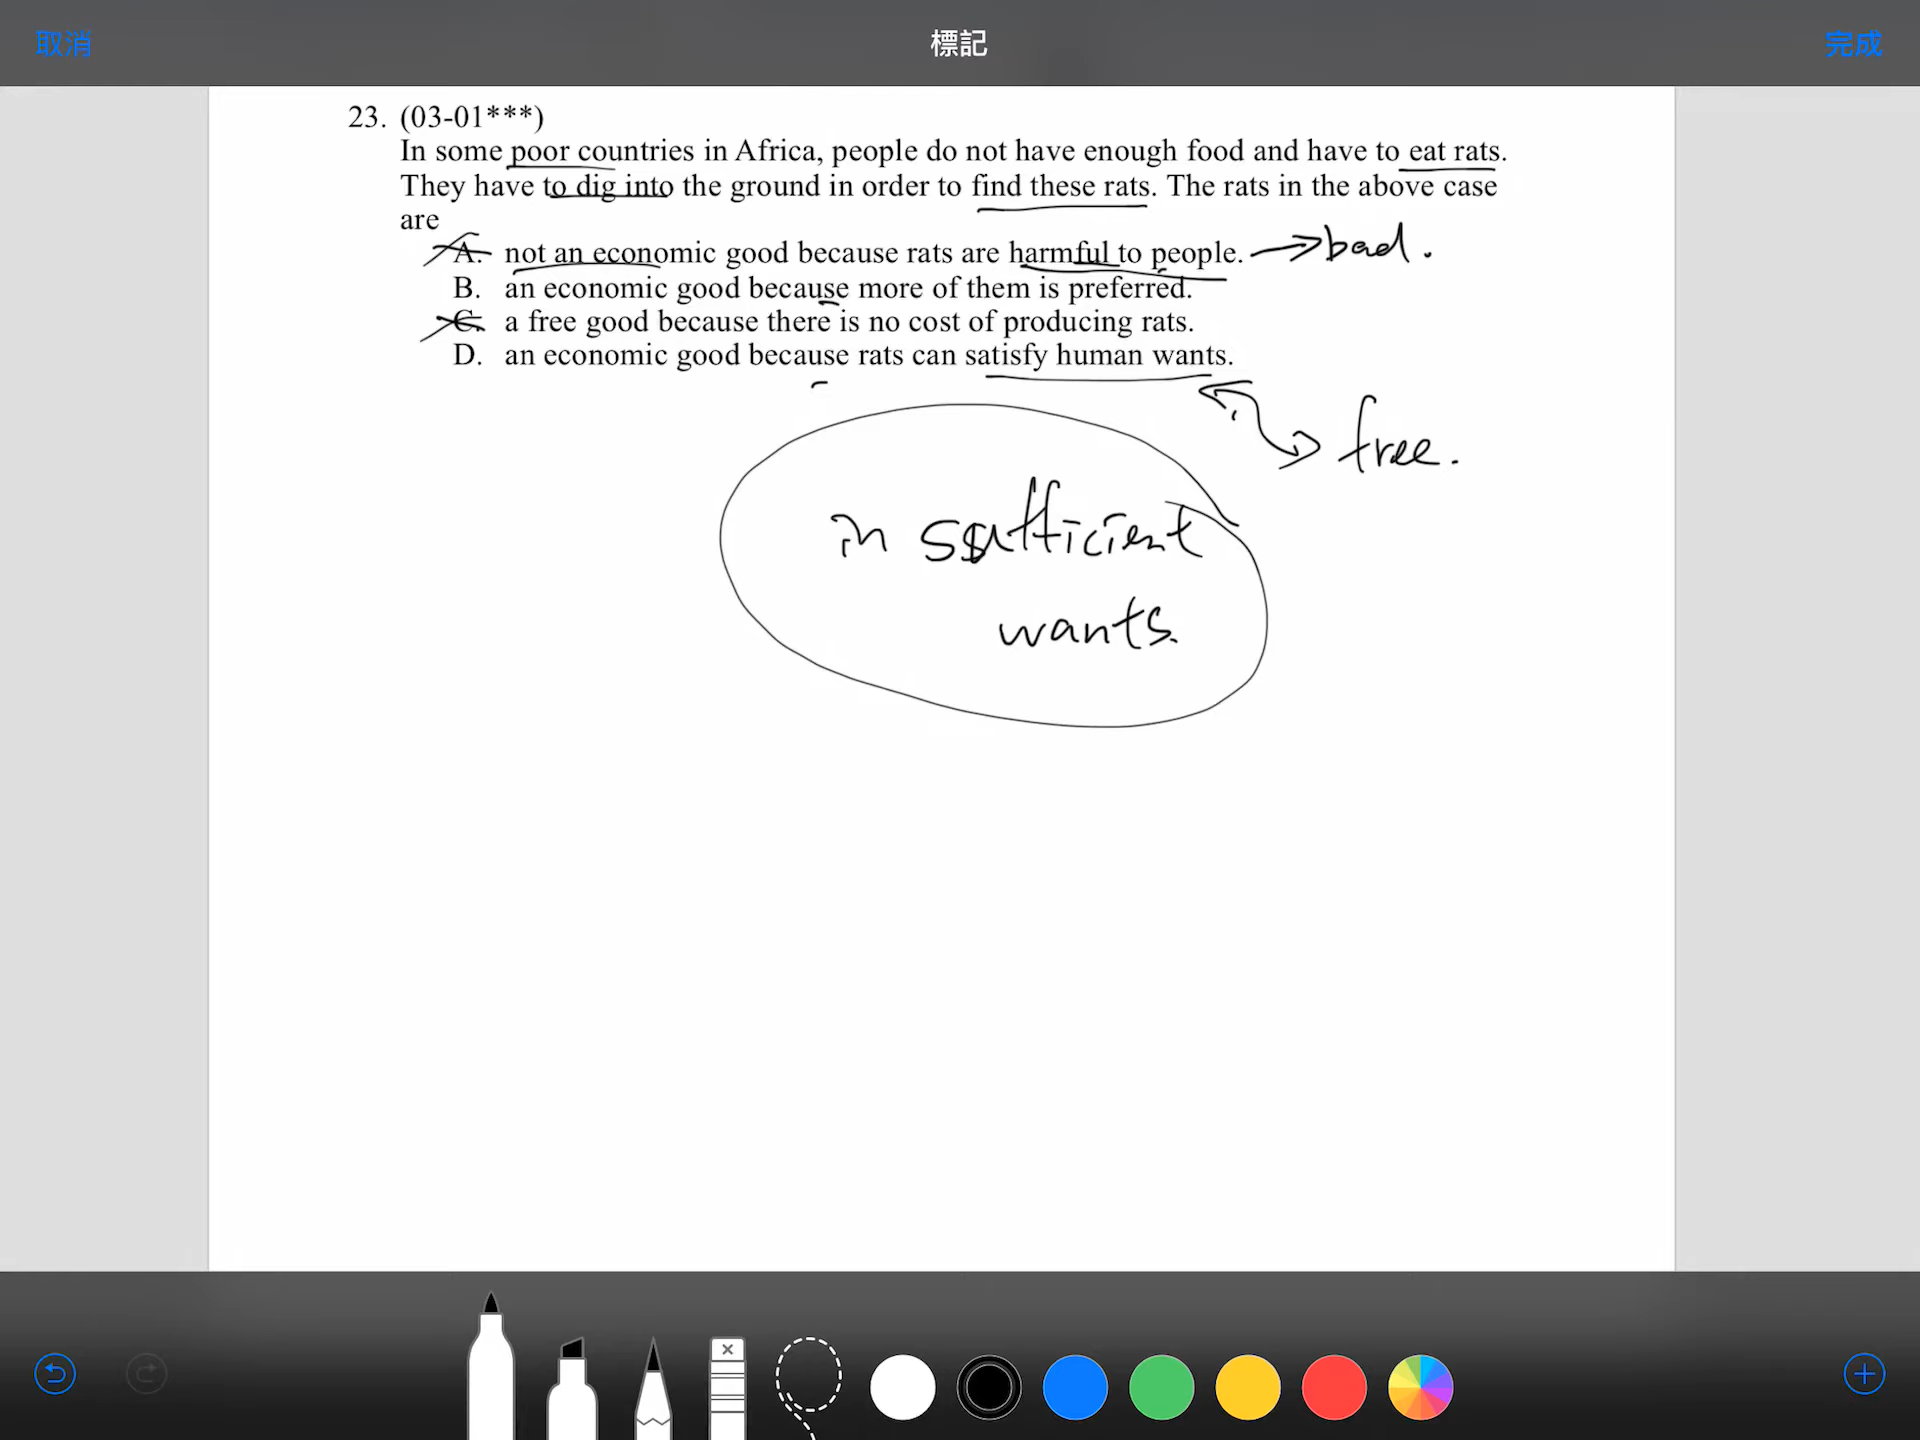 取消
標記
完成
23. (03-01***)
In some poor countries in Africa, people do not have enough food and have to eat rats.
They have to dig into the ground in order to find these rats. The rats in the above case
are
A. not an economic good because rats are harmful to people. → bad.
B. an economic good because more of them is preferred.
C. a free good because there is no cost of producing rats.
D. an economic good because rats can satisfy human wants.
free.
in sufficient
wants.